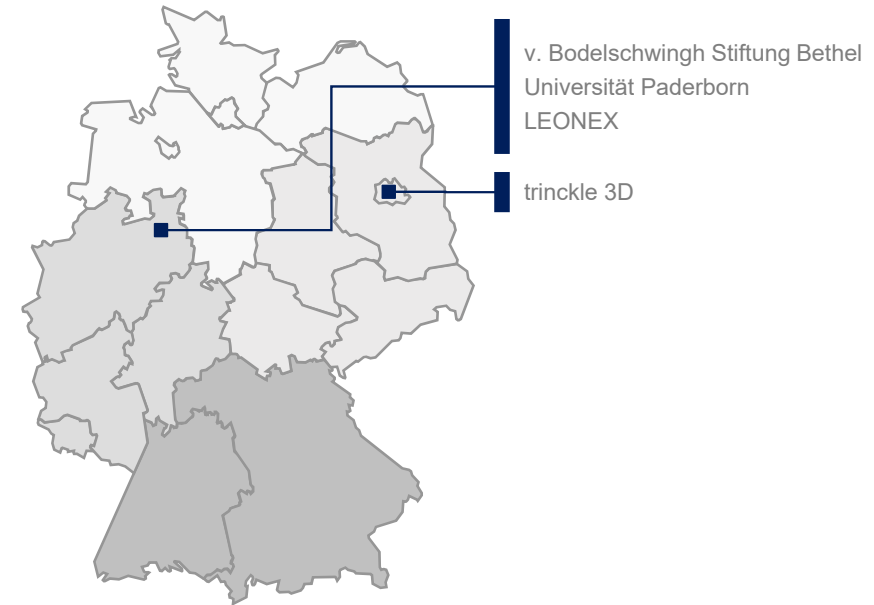 v. Bodelschwingh Stiftung Bethel
Universität Paderborn
LEONEX
trinckle 3D